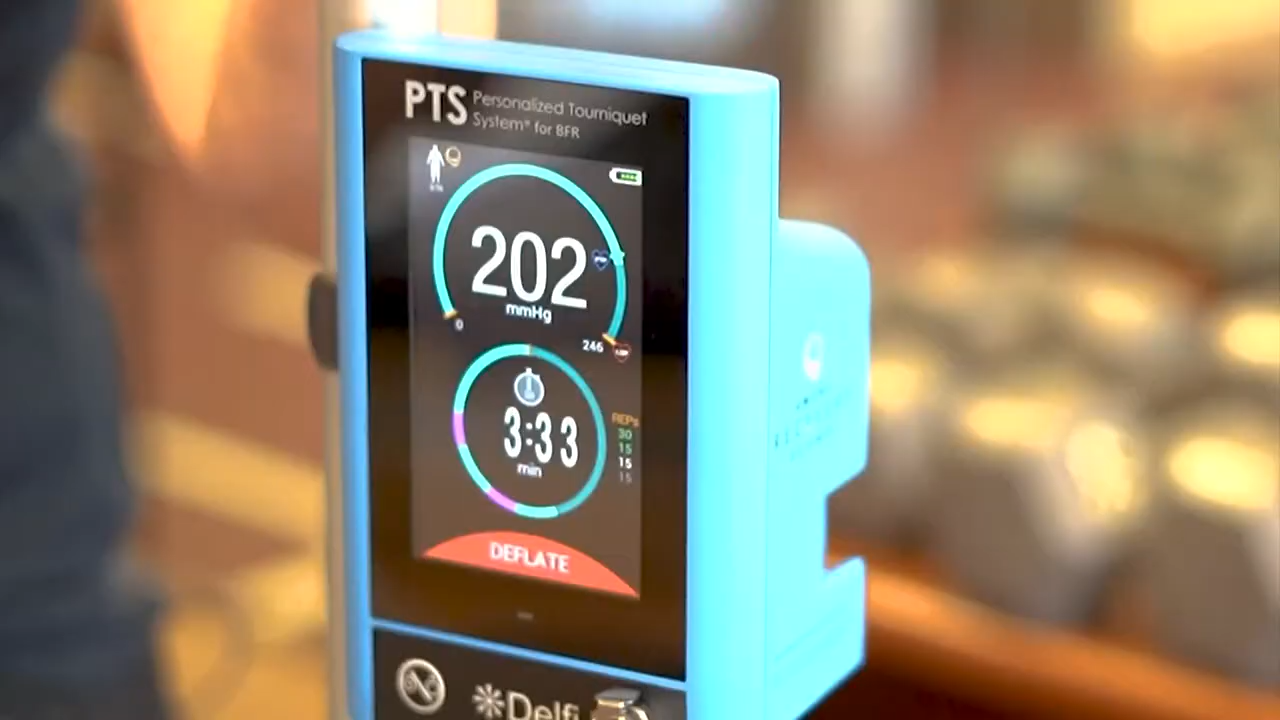 PTS Personalized Tourniquet
System® for BFR
202
mmHg
0
246
3:33
min
REPs
30
15
15
15
DEFLATE
Delfi